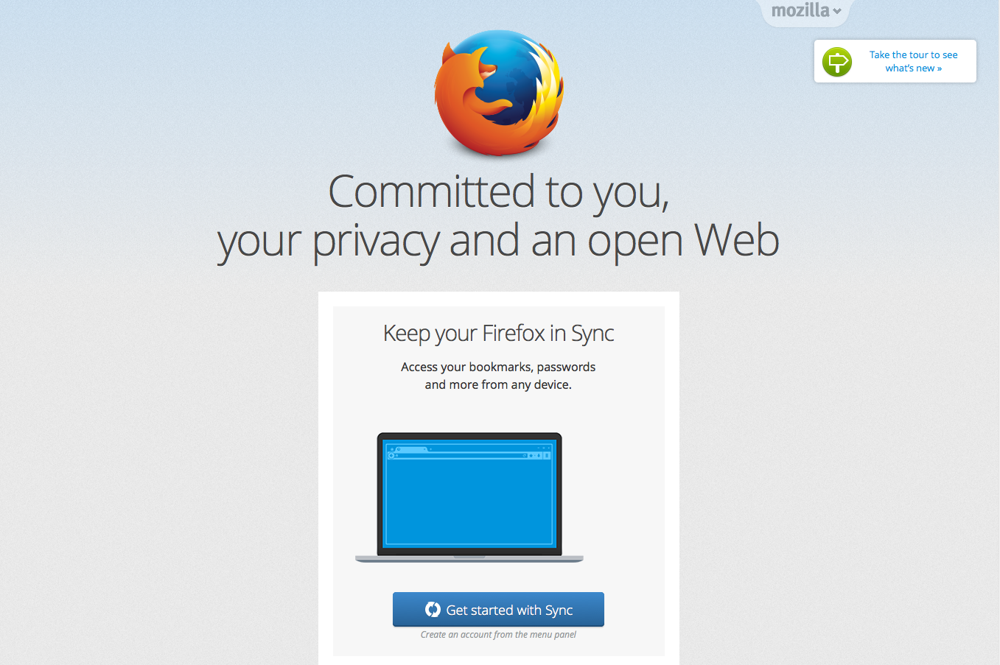 mozilla
Take the tour to see
what's new »
Committed to you,
your privacy and an open Web
Keep your Firefox in Sync
Access your bookmarks, passwords
and more from any device.
Get started with Sync
Create an account from the menu panel